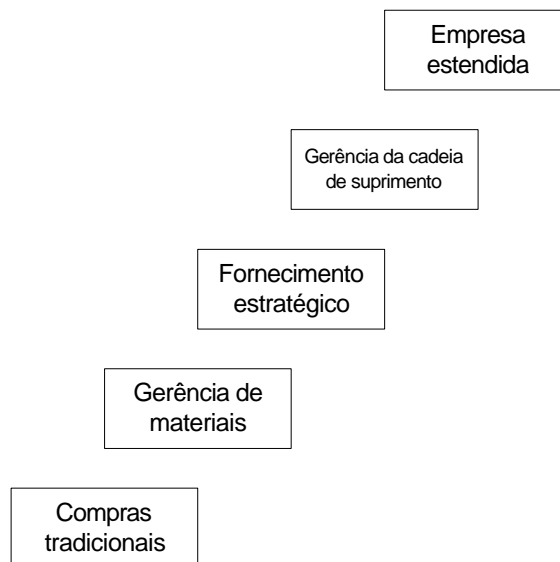 Empresa
estendida
Gerência da cadeia
de suprimento
Fornecimento
estratégico
Gerência de
materiais
Compras
tradicionais